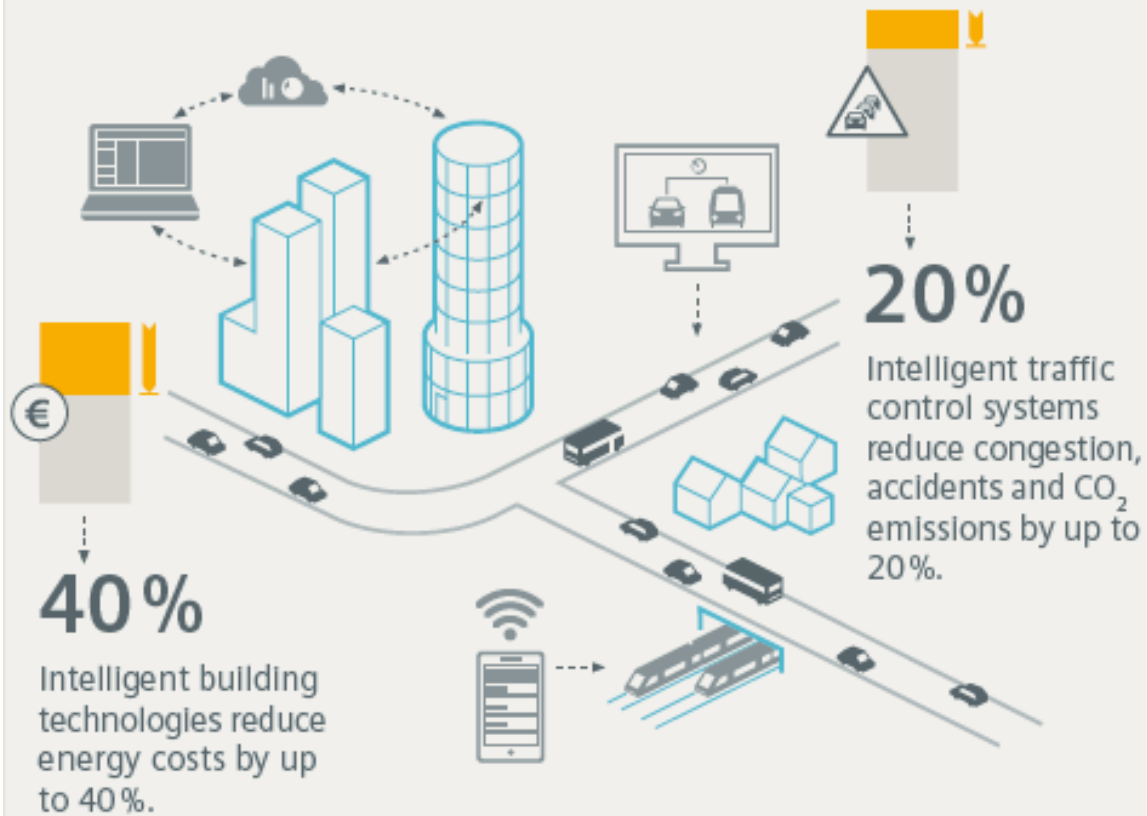 20 %
Intelligent traffic
control systems
reduce congestion,
accidents and CO₂
emissions by up to
20 %.
€
40 %
Intelligent building
technologies reduce
energy costs by up
to 40 %.